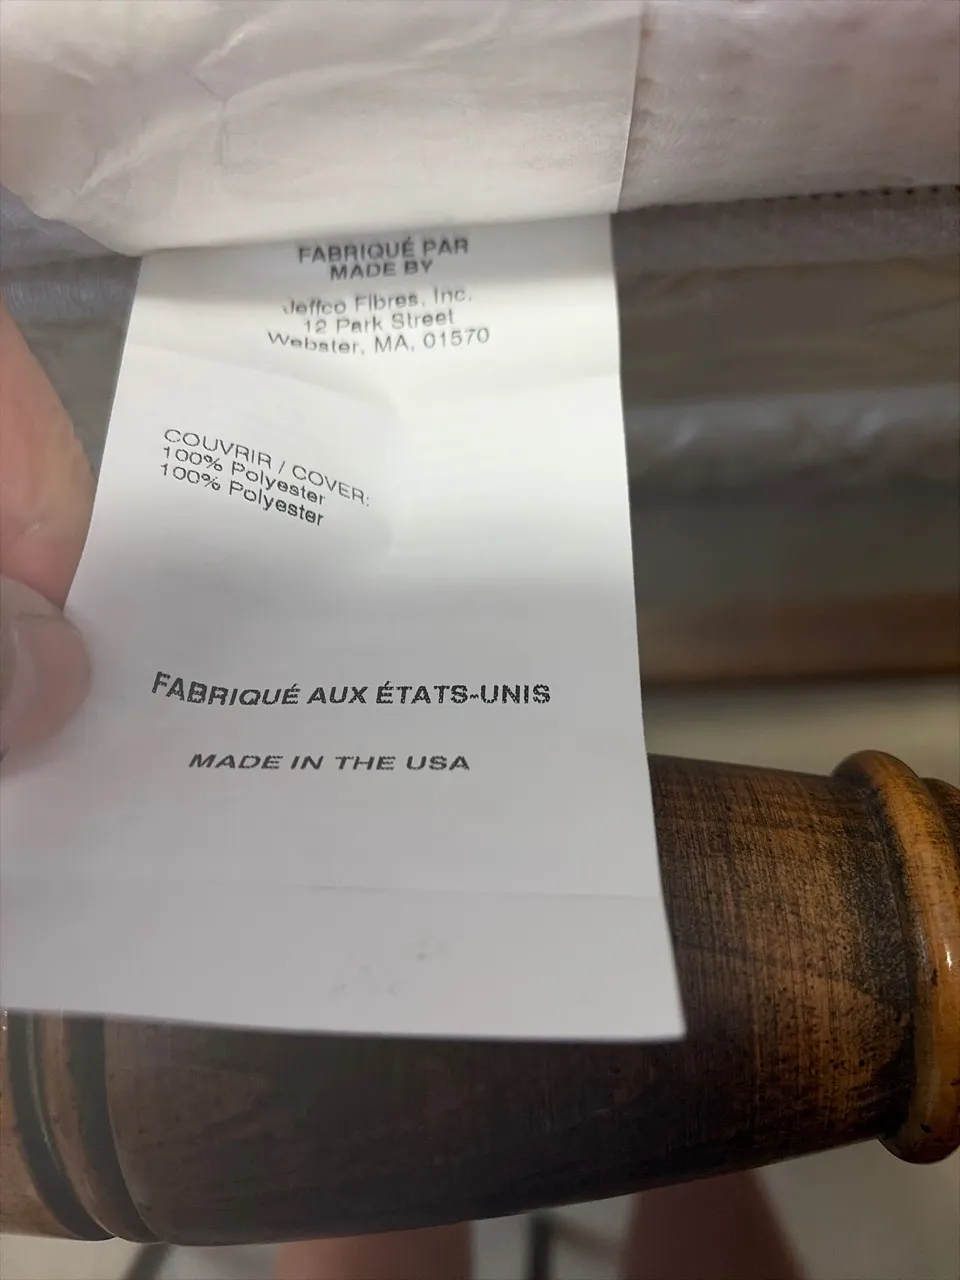 FABRIQUÉ PAR
MADE BY
Jeffco Fibres, Inc.
12 Park Street
Webster, MA, 01570
COUVRIR / COVER:
100% Polyester
100% Polyester
FABRIQUÉ AUX ÉTATS-UNIS
MADE IN THE USA